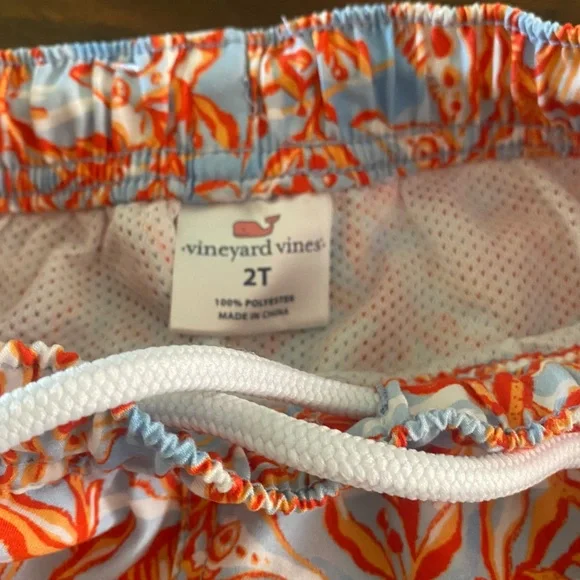 vineyard vines
2T
100% POLYESTER
MADE IN CHINA